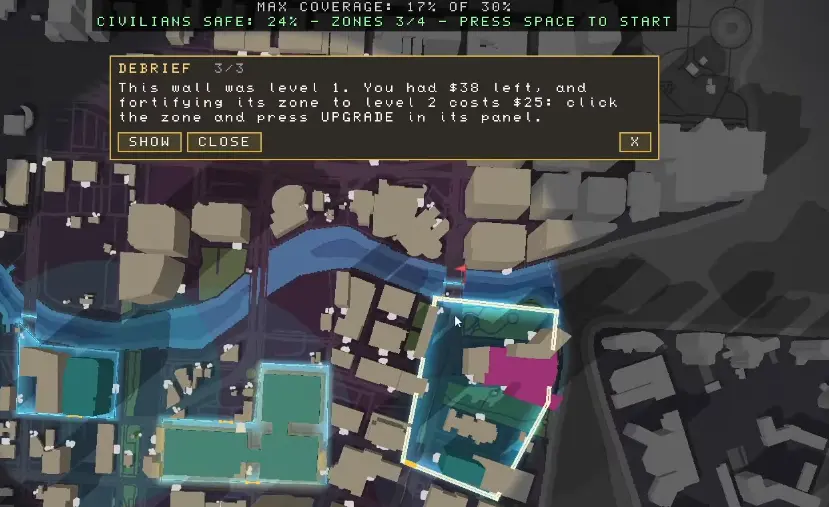 MAX COVERAGE: 17% OF 30%
CIVILIANS SAFE: 24% - ZONES 3/4 - PRESS SPACE TO START
DEBRIEF 3/3
This wall was level 1. You had $38 left, and
fortifying its zone to level 2 costs $25: click
the zone and press UPGRADE in its panel.
SHOW CLOSE X